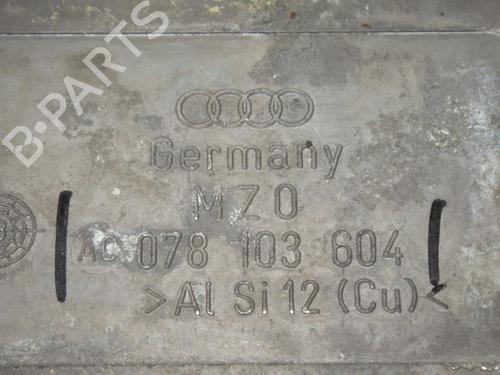 B-PARTS
Germany
MZO
AC 078 103 604
>Al Si 12 (Cu)<